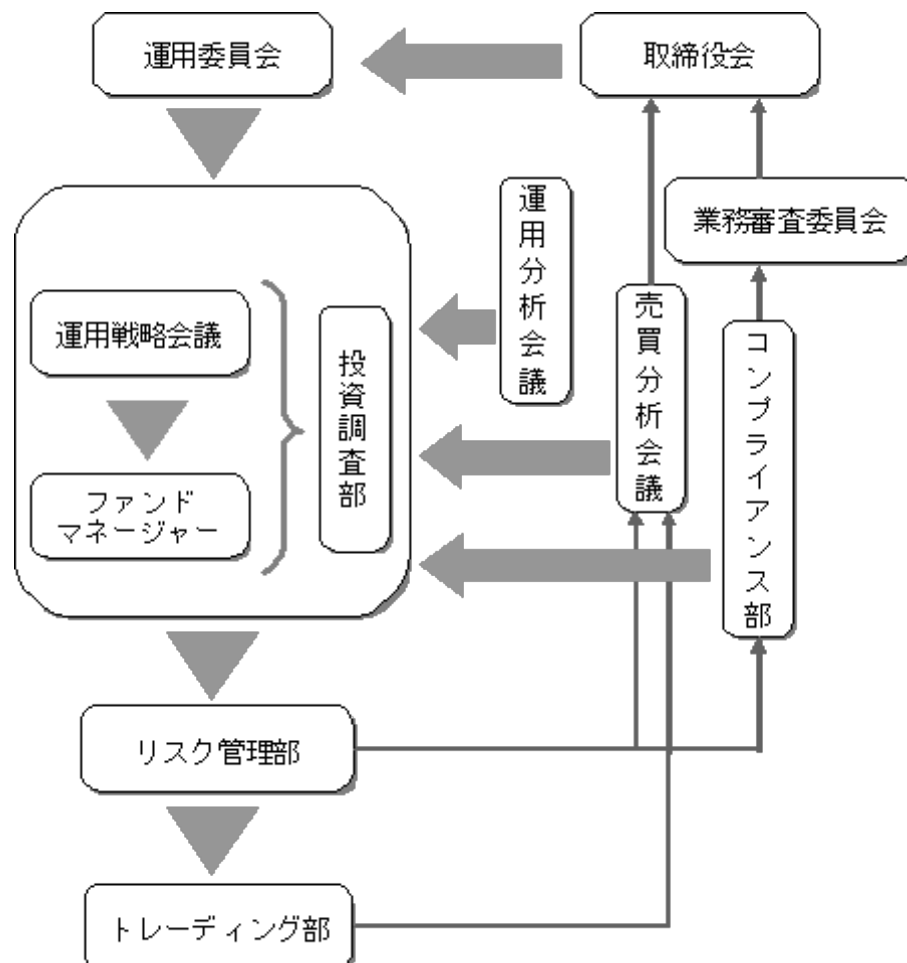 運用委員会
取締役会
運用分析会議
業務審査委員会
売買分析会議
運用戦略会議
投資調査部
コンプライアンス部
ファンド
マネージャー
リスク管理部
トレーディング部